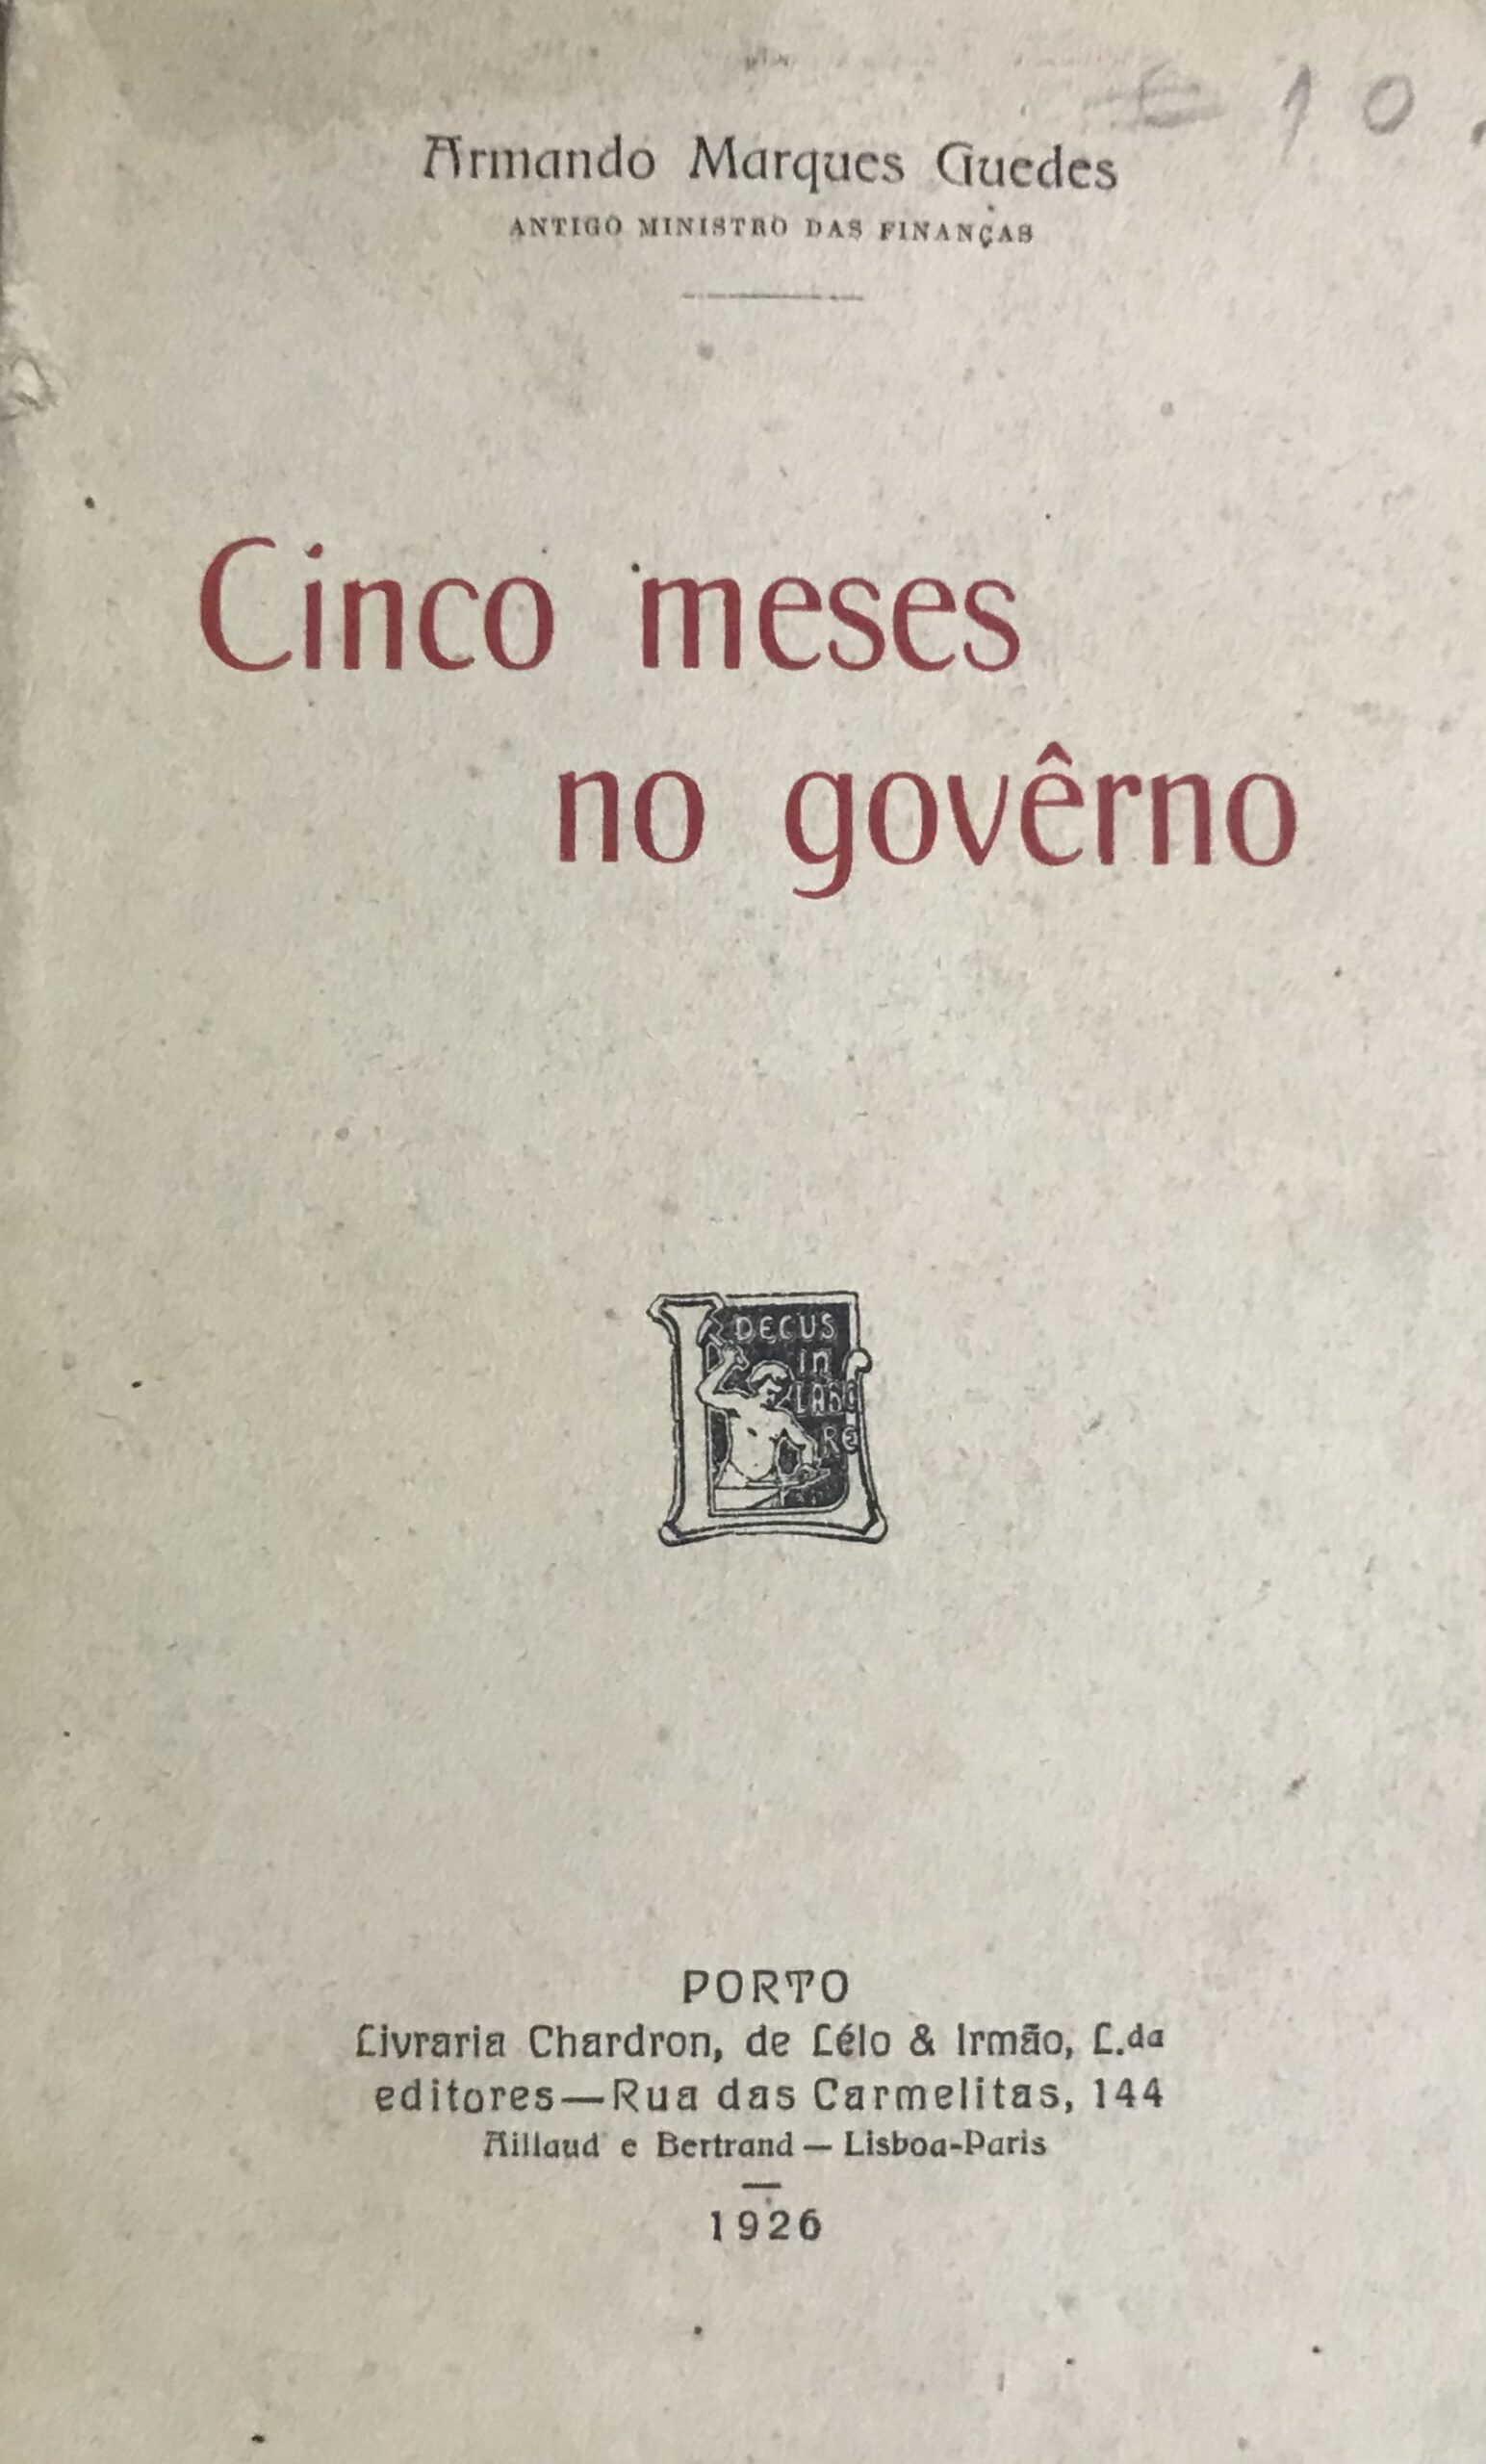 10.
Armando Marques Guedes
ANTIGO MINISTRO DAS FINANÇAS
Cinco meses
no govêrno
DECUS
in
LABO
RE
PORTO
Livraria Chardron, de Lélo & Irmão, L.da
editores—Rua das Carmelitas, 144
Aillaud e Bertrand — Lisboa-Paris
1926